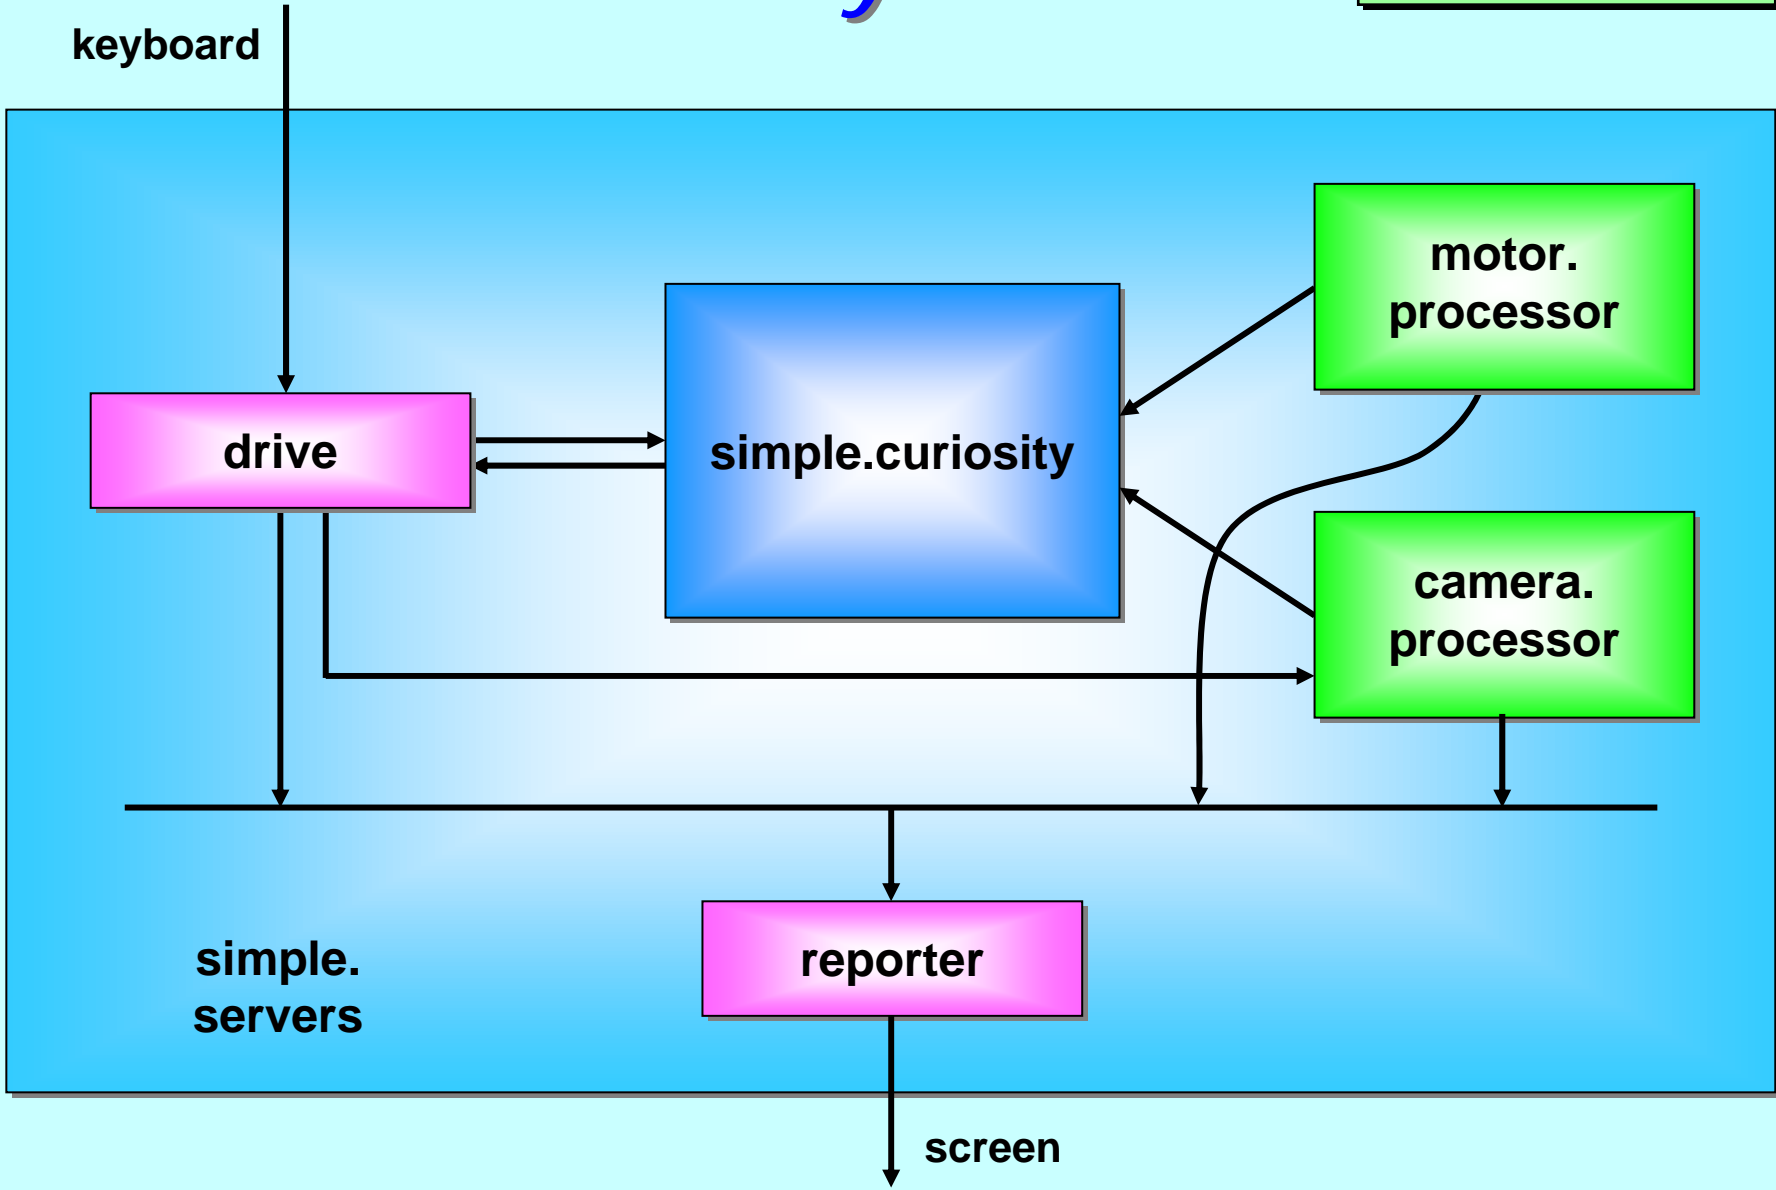 keyboard
motor.
processor
drive
simple.curiosity
camera.
processor
reporter
simple.
servers
screen